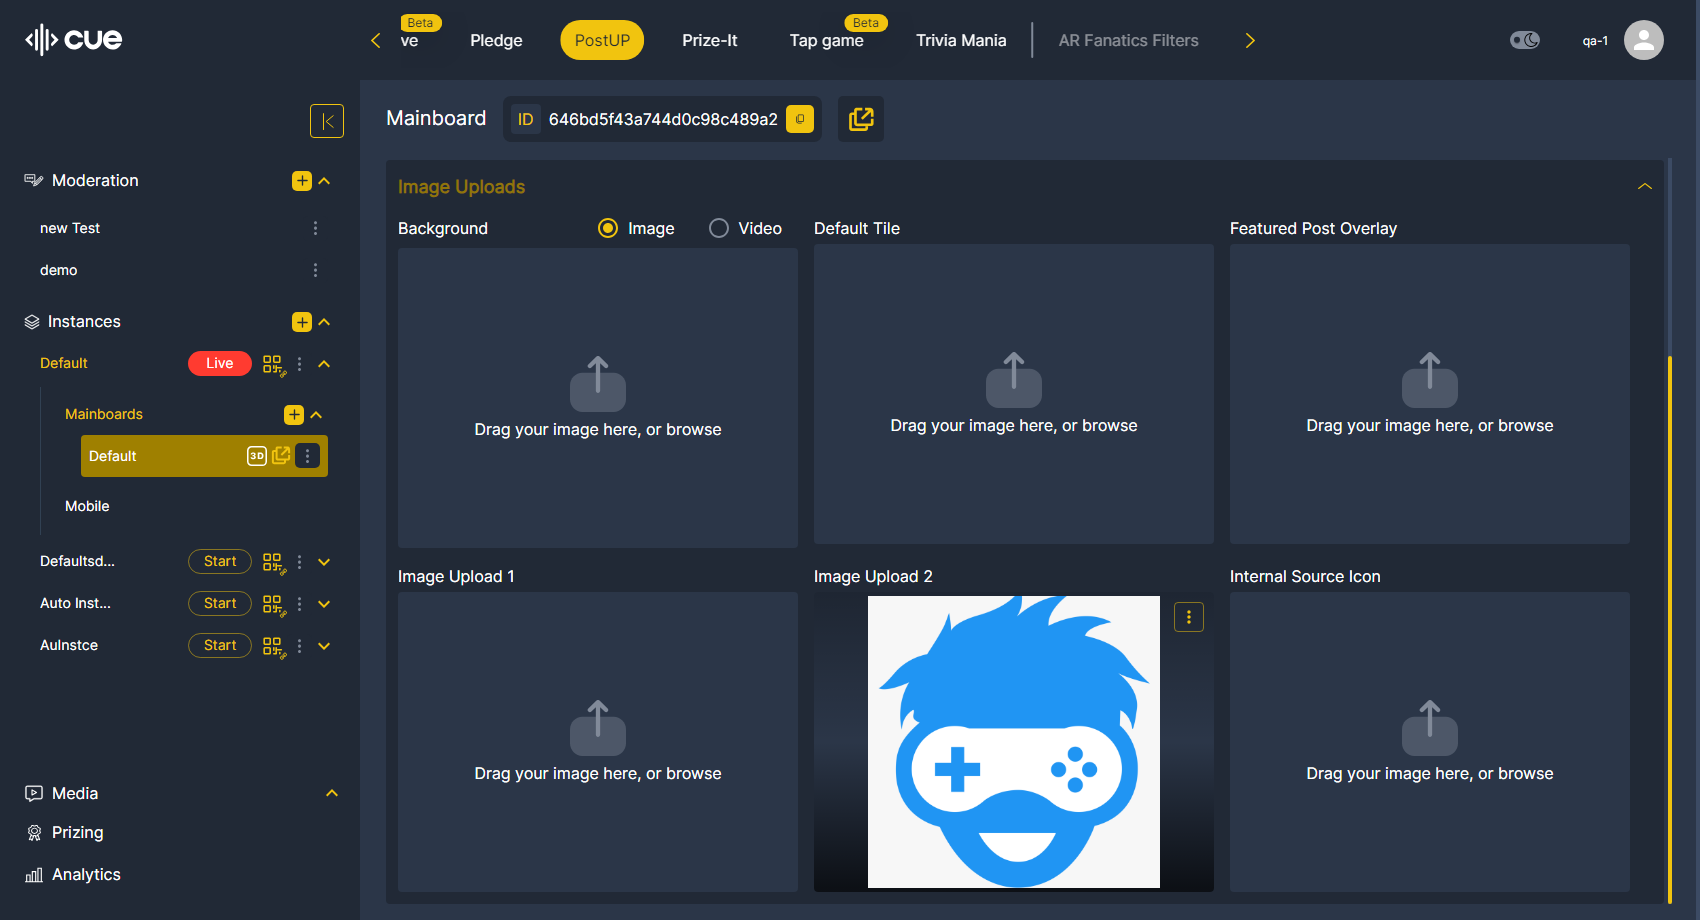 cue
Beta
ve
Pledge
PostUP
Prize-It
Beta
Tap game
Trivia Mania
AR Fanatics Filters
qa-1
Mainboard
ID
646bd5f43a744d0c98c489a2
Moderation
new Test
demo
Instances
Default
Live
Mainboards
Default
3D
Mobile
Defaultsd...
Start
Auto Inst...
Start
AuInstce
Start
Media
Prizing
Analytics
Image Uploads
Background
Image
Video
Default Tile
Featured Post Overlay
Drag your image here, or browse
Drag your image here, or browse
Drag your image here, or browse
Image Upload 1
Image Upload 2
Internal Source Icon
Drag your image here, or browse
Drag your image here, or browse